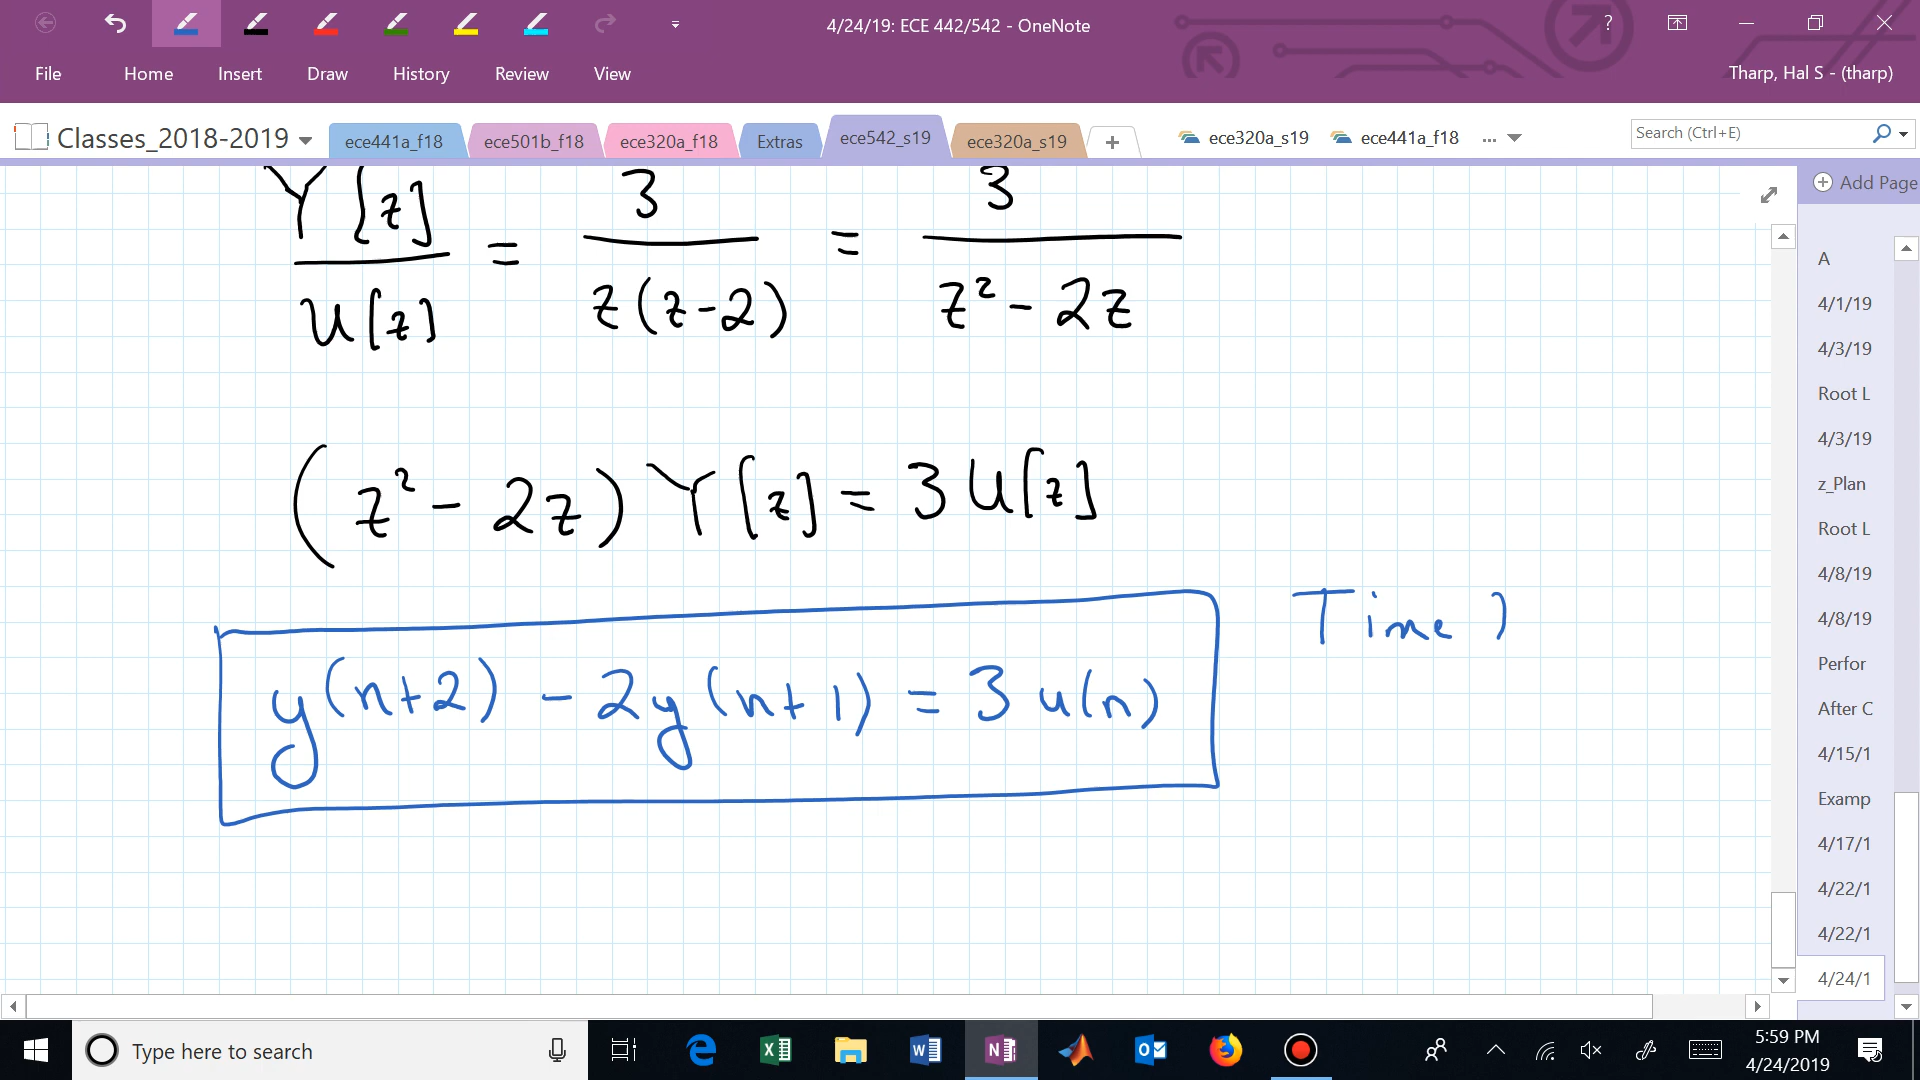 4/24/19: ECE 442/542 - OneNote
?
File Home Insert Draw History Review View
Tharp, Hal S - (tharp)
Classes_2018-2019 ece441a_f18 ece501b_f18 ece320a_f18 Extras ece542_s19 ece320a_s19 + ece320a_s19 ece441a_f18 ...
Search (Ctrl+E)
Add Page
A
4/1/19
4/3/19
Root L
4/3/19
z_Plan
Root L
4/8/19
4/8/19
Perfor
After C
4/15/1
Examp
4/17/1
4/22/1
4/22/1
4/24/1
Y[z] / U[z] = 3 / z(z-2) = 3 / z² - 2z
(z² - 2z) Y[z] = 3 U[z]
Time
y(n+2) - 2y(n+1) = 3 u(n)
Type here to search
5:59 PM
4/24/2019